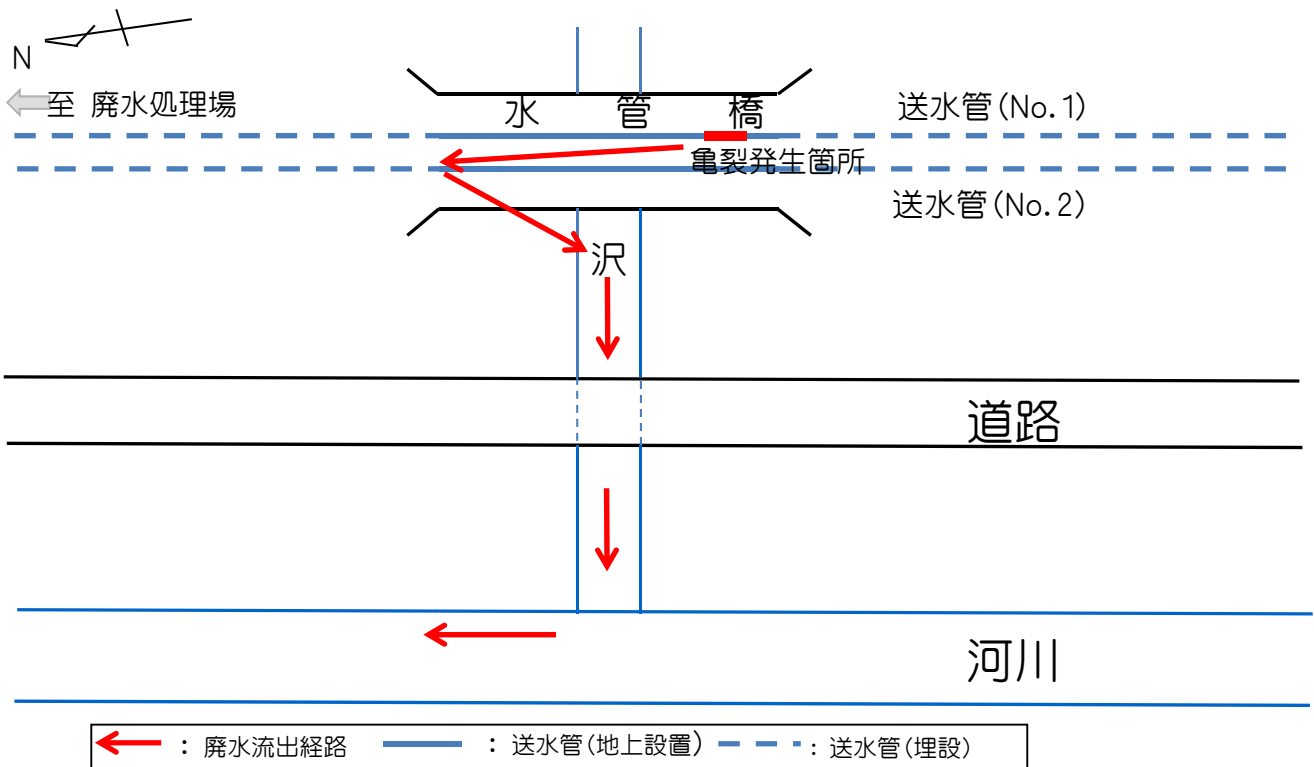 N
至 廃水処理場
水管橋
送水管(No.1)
亀裂発生箇所
送水管(No.2)
沢
道路
河川
：廃水流出経路
：送水管(地上設置)
：送水管(埋設)